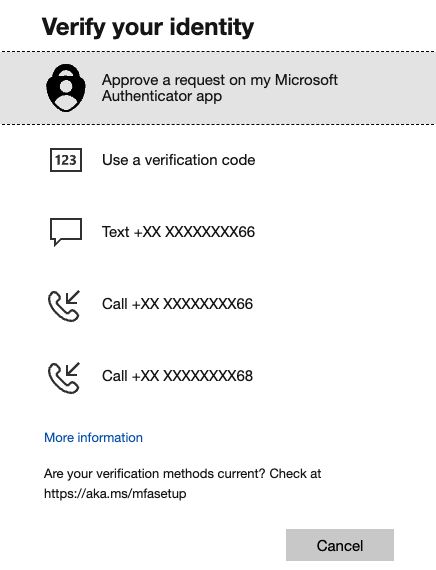 Verify your identity
Approve a request on my Microsoft
Authenticator app
123
Use a verification code
Text +XX XXXXXXXX66
Call +XX XXXXXXXX66
Call +XX XXXXXXXX68
More information
Are your verification methods current? Check at
https://aka.ms/mfasetup
Cancel